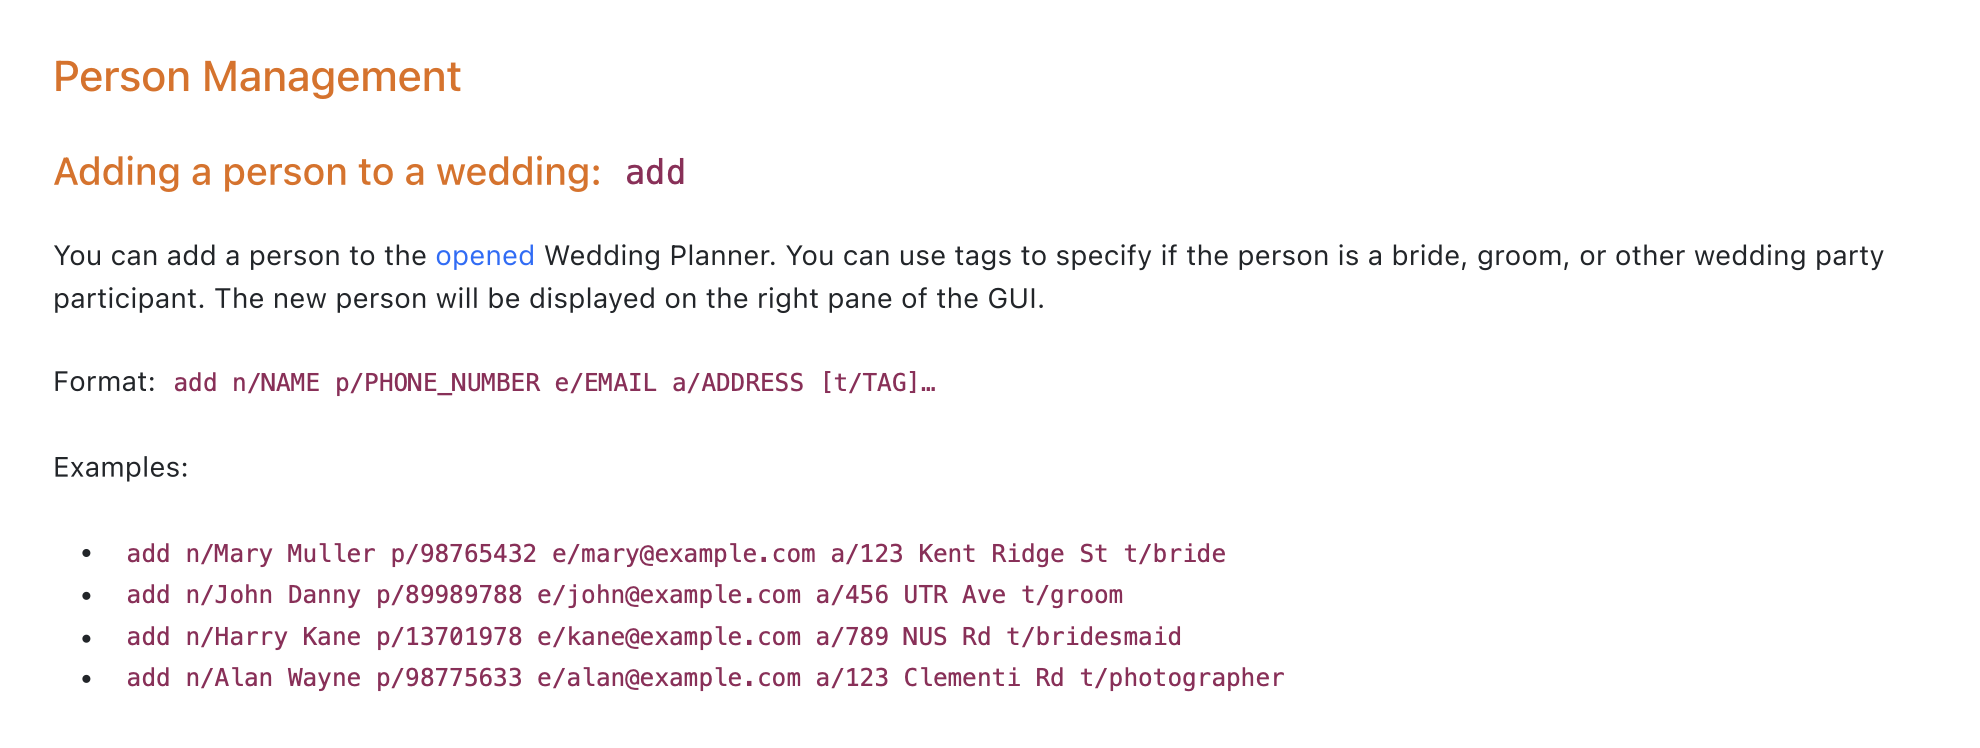 Person Management
Adding a person to a wedding: add
You can add a person to the opened Wedding Planner. You can use tags to specify if the person is a bride, groom, or other wedding party
participant. The new person will be displayed on the right pane of the GUI.
Format: add n/NAME p/PHONE_NUMBER e/EMAIL a/ADDRESS [t/TAG]…
Examples:
• add n/Mary Muller p/98765432 e/mary@example.com a/123 Kent Ridge St t/bride
• add n/John Danny p/89989788 e/john@example.com a/456 UTR Ave t/groom
• add n/Harry Kane p/13701978 e/kane@example.com a/789 NUS Rd t/bridesmaid
• add n/Alan Wayne p/98775633 e/alan@example.com a/123 Clementi Rd t/photographer